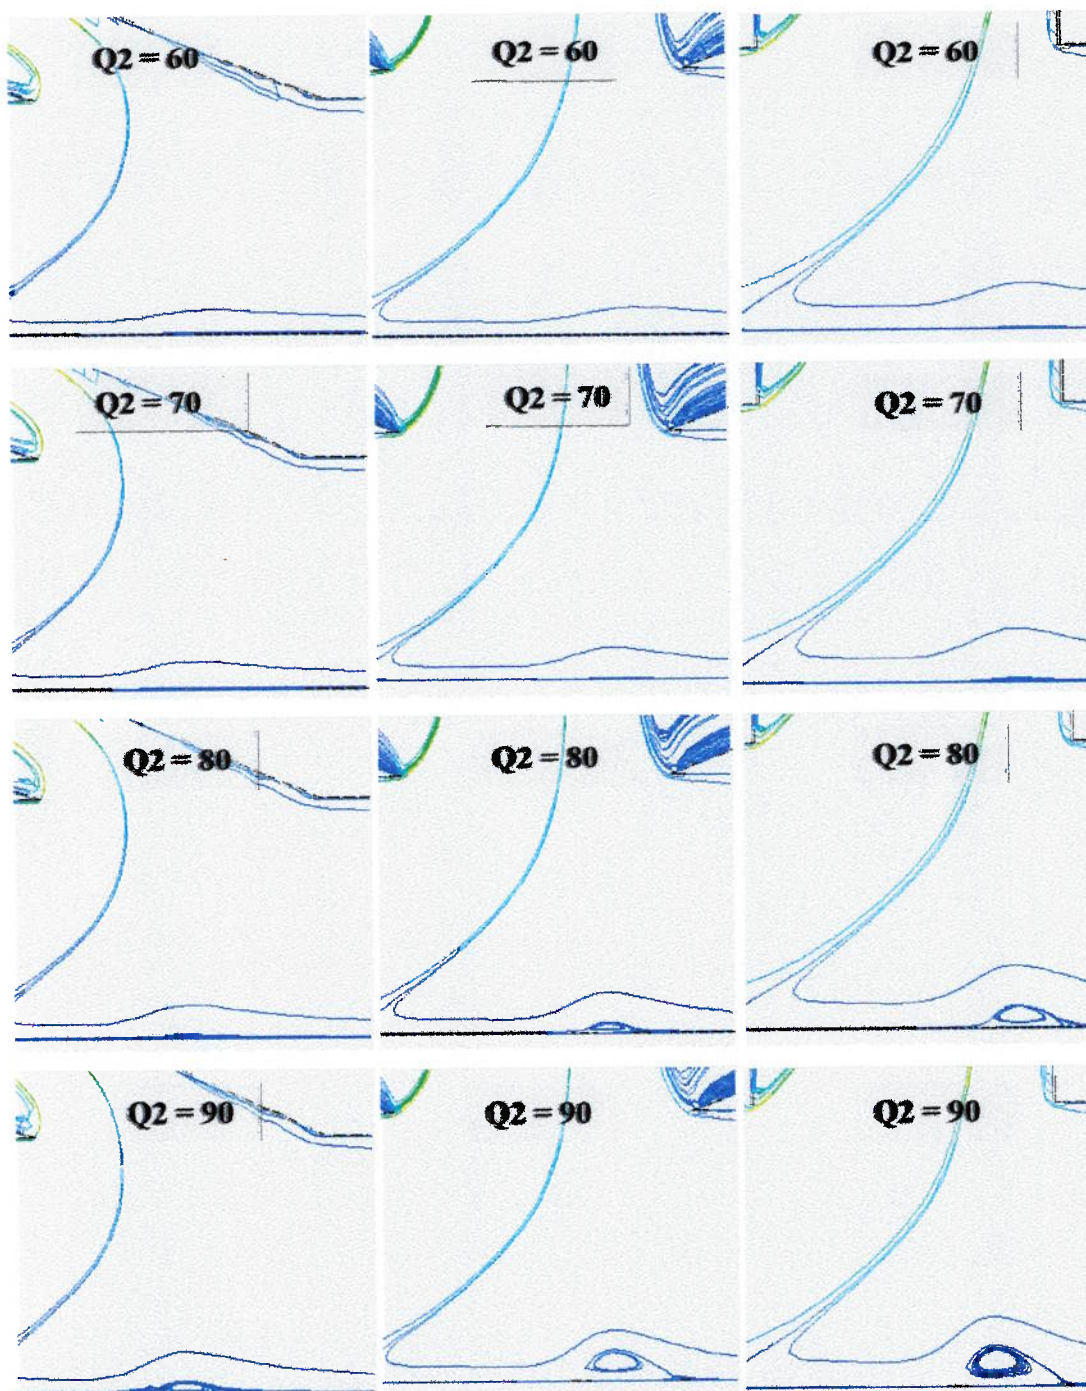 Q2 = 60
Q2 = 60
Q2 = 60
Q2 = 70
Q2 = 70
Q2 = 70
Q2 = 80
Q2 = 80
Q2 = 80
Q2 = 90
Q2 = 90
Q2 = 90